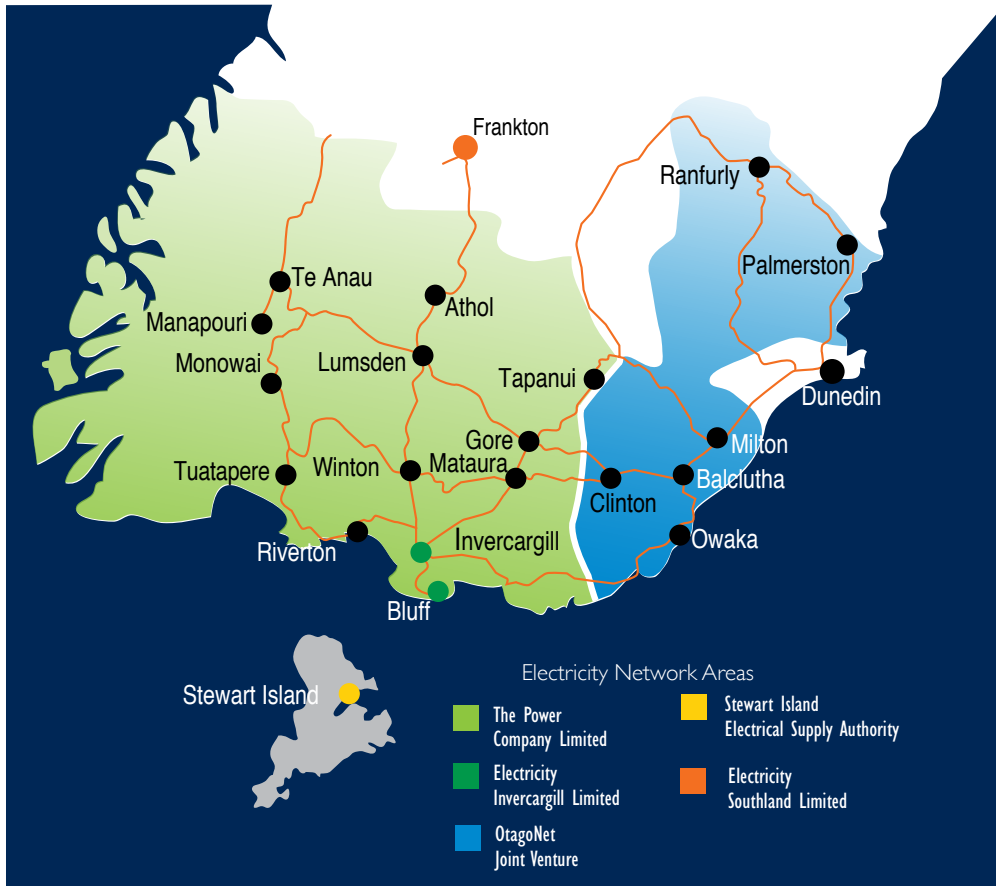 Frankton
Ranfurly
Palmerston
Te Anau
Athol
Manapouri
Monowai
Lumsden
Tapanui
Dunedin
Gore
Milton
Tuatapere
Winton
Mataura
Balclutha
Clinton
Invercargill
Owaka
Riverton
Bluff
Stewart Island
Electricity Network Areas
The Power
Company Limited
Electricity
Invercargill Limited
OtagoNet
Joint Venture
Stewart Island
Electrical Supply Authority
Electricity
Southland Limited